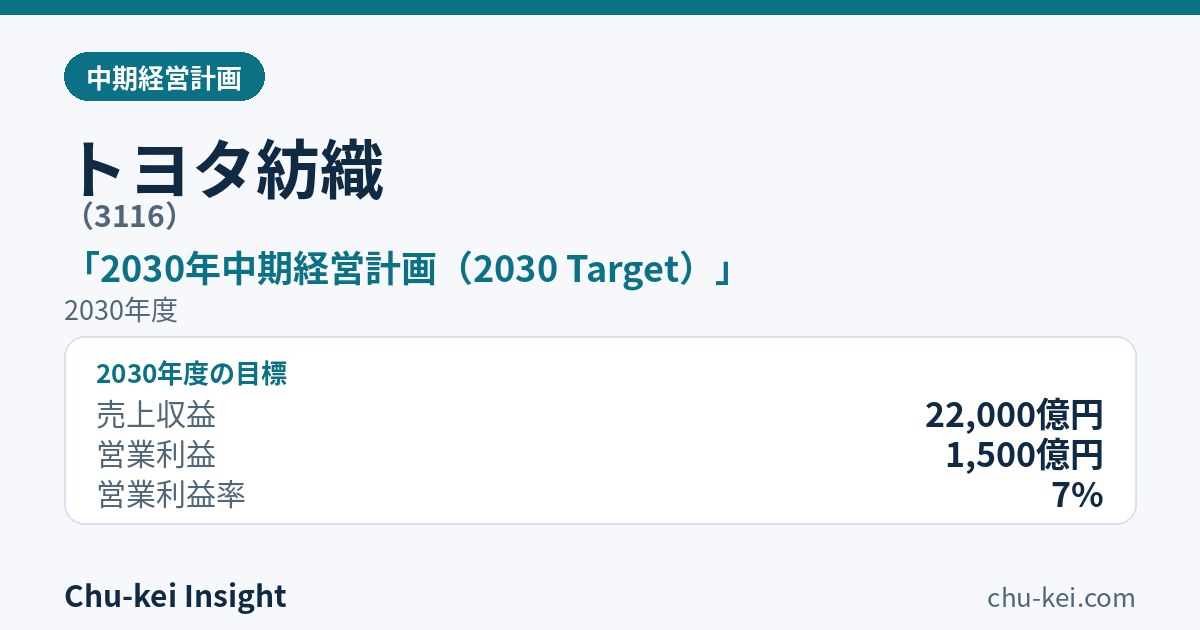 中期経営計画
トヨタ紡織
（3116）
「2030年中期経営計画（2030 Target）」
2030年度
2030年度の目標
売上収益 22,000億円
営業利益 1,500億円
営業利益率 7%
Chu-kei Insight chu-kei.com